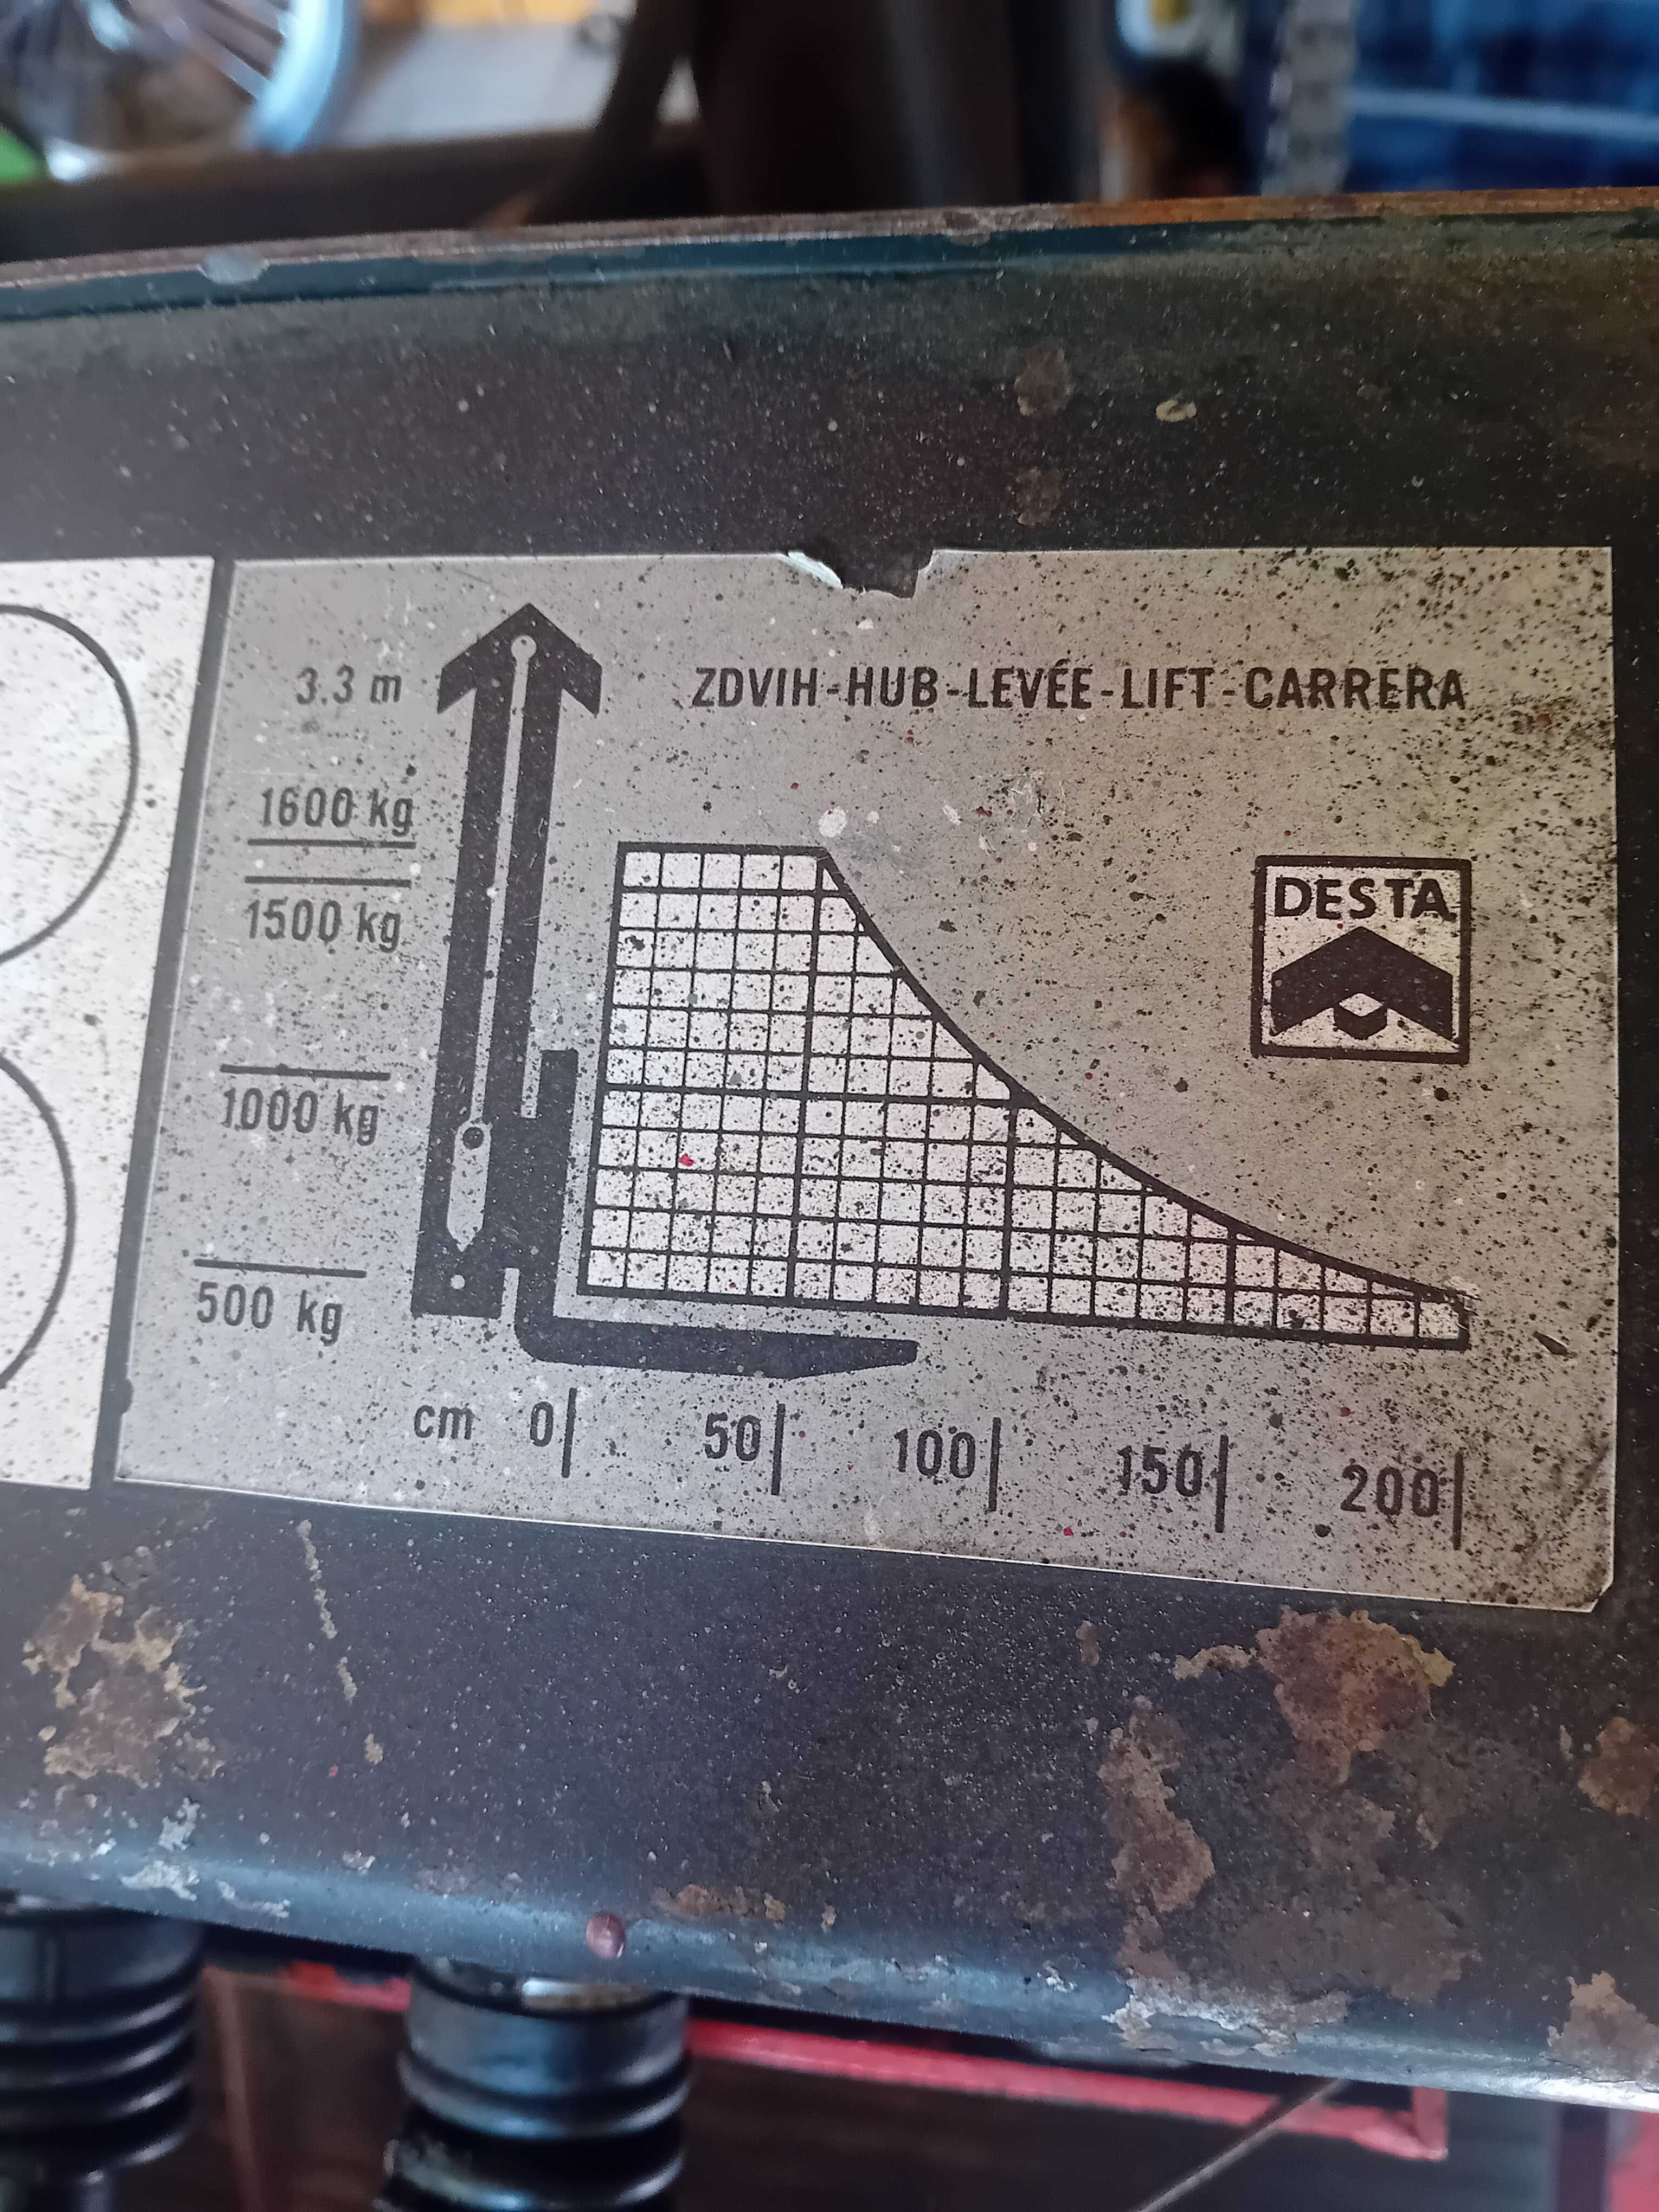 3.3 m
ZDVIH-HUB-LEVÉE-LIFT-CARRERA
1600 kg
1500 kg
DESTA
1000 kg
500 kg
cm 0 50 100 150 200